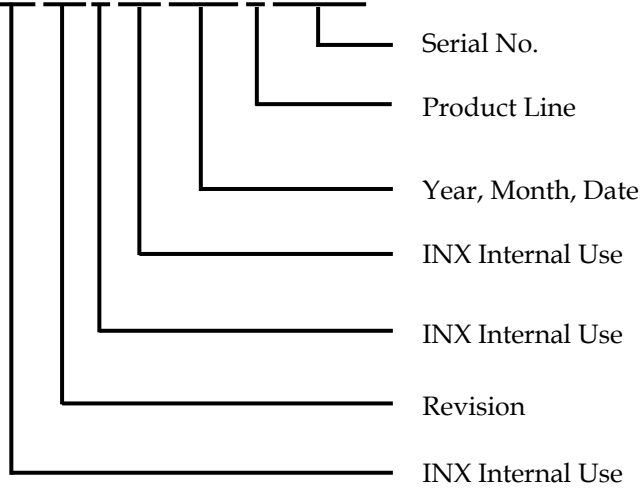 Serial No.
Product Line
Year, Month, Date
INX Internal Use
INX Internal Use
Revision
INX Internal Use